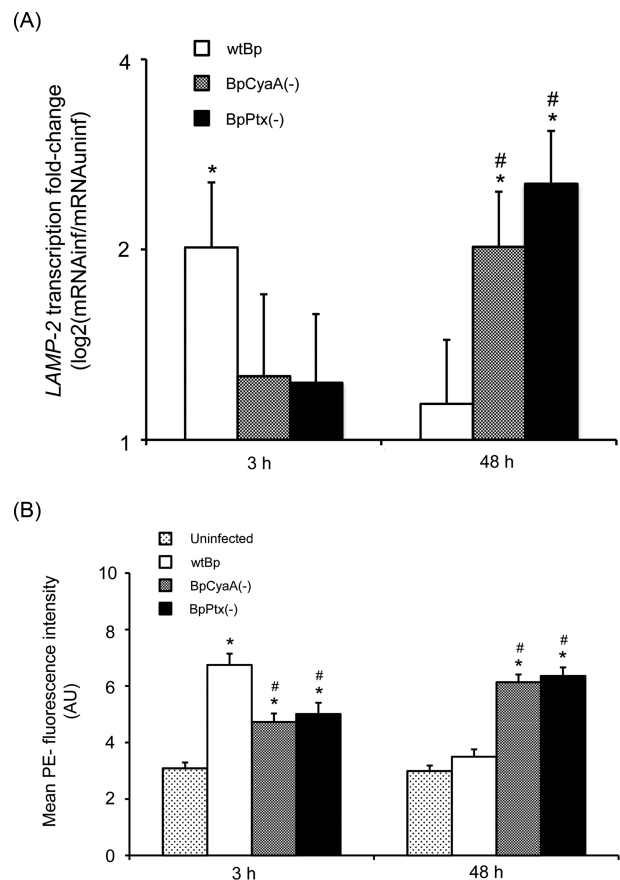 (A)
wtBp
BpCyaA(-)
BpPtx(-)
LAMP-2 transcription fold-change
(log2(mRNAinf/mRNAuninf)
4
2
1
*
#
*
#
*
3 h
48 h
(B)
Uninfected
wtBp
BpCyaA(-)
BpPtx(-)
Mean PE- fluorescence intensity
(AU)
10
8
6
4
2
0
*
#
*
#
*
#
*
#
*
3 h
48 h